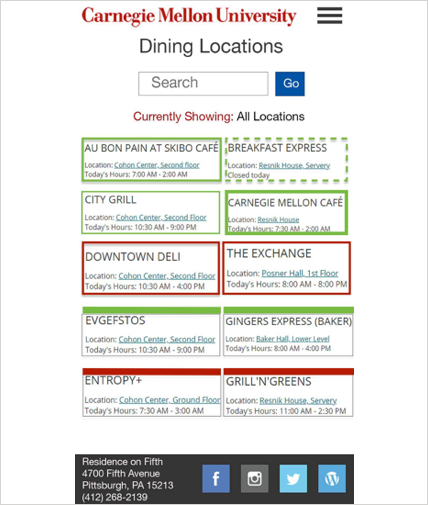 Carnegie Mellon University
Dining Locations
Search
Go
Currently Showing: All Locations
AU BON PAIN AT SKIBO CAFÉ
Location: Cohon Center, Second floor
Today's Hours: 7:00 AM - 2:00 AM
BREAKFAST EXPRESS
Location: Resnik House, Servery
Closed today
CITY GRILL
Location: Cohon Center, Second Floor
Today's Hours: 10:30 AM - 9:00 PM
CARNEGIE MELLON CAFÉ
Location: Resnik House
Today's Hours: 7:30 AM - 2:00 AM
DOWNTOWN DELI
Location: Cohon Center, Second Floor
Today's Hours: 10:30 AM - 4:00 PM
THE EXCHANGE
Location: Posner Hall, 1st Floor
Today's Hours: 8:00 AM - 8:00 PM
EVGEFSTOS
Location: Cohon Center, Second Floor
Today's Hours: 10:30 AM - 9:00 PM
GINGERS EXPRESS (BAKER)
Location: Baker Hall, Lower Level
Today's Hours: 8:00 AM - 4:00 PM
ENTROPY+
Location: Cohon Center, Ground Floor
Today's Hours: 7:30 AM - 3:00 AM
GRILL'N'GREENS
Location: Resnik House, Servery
Today's Hours: 11:00 AM - 2:30 PM
Residence on Fifth
4700 Fifth Avenue
Pittsburgh, PA 15213
(412) 268-2139